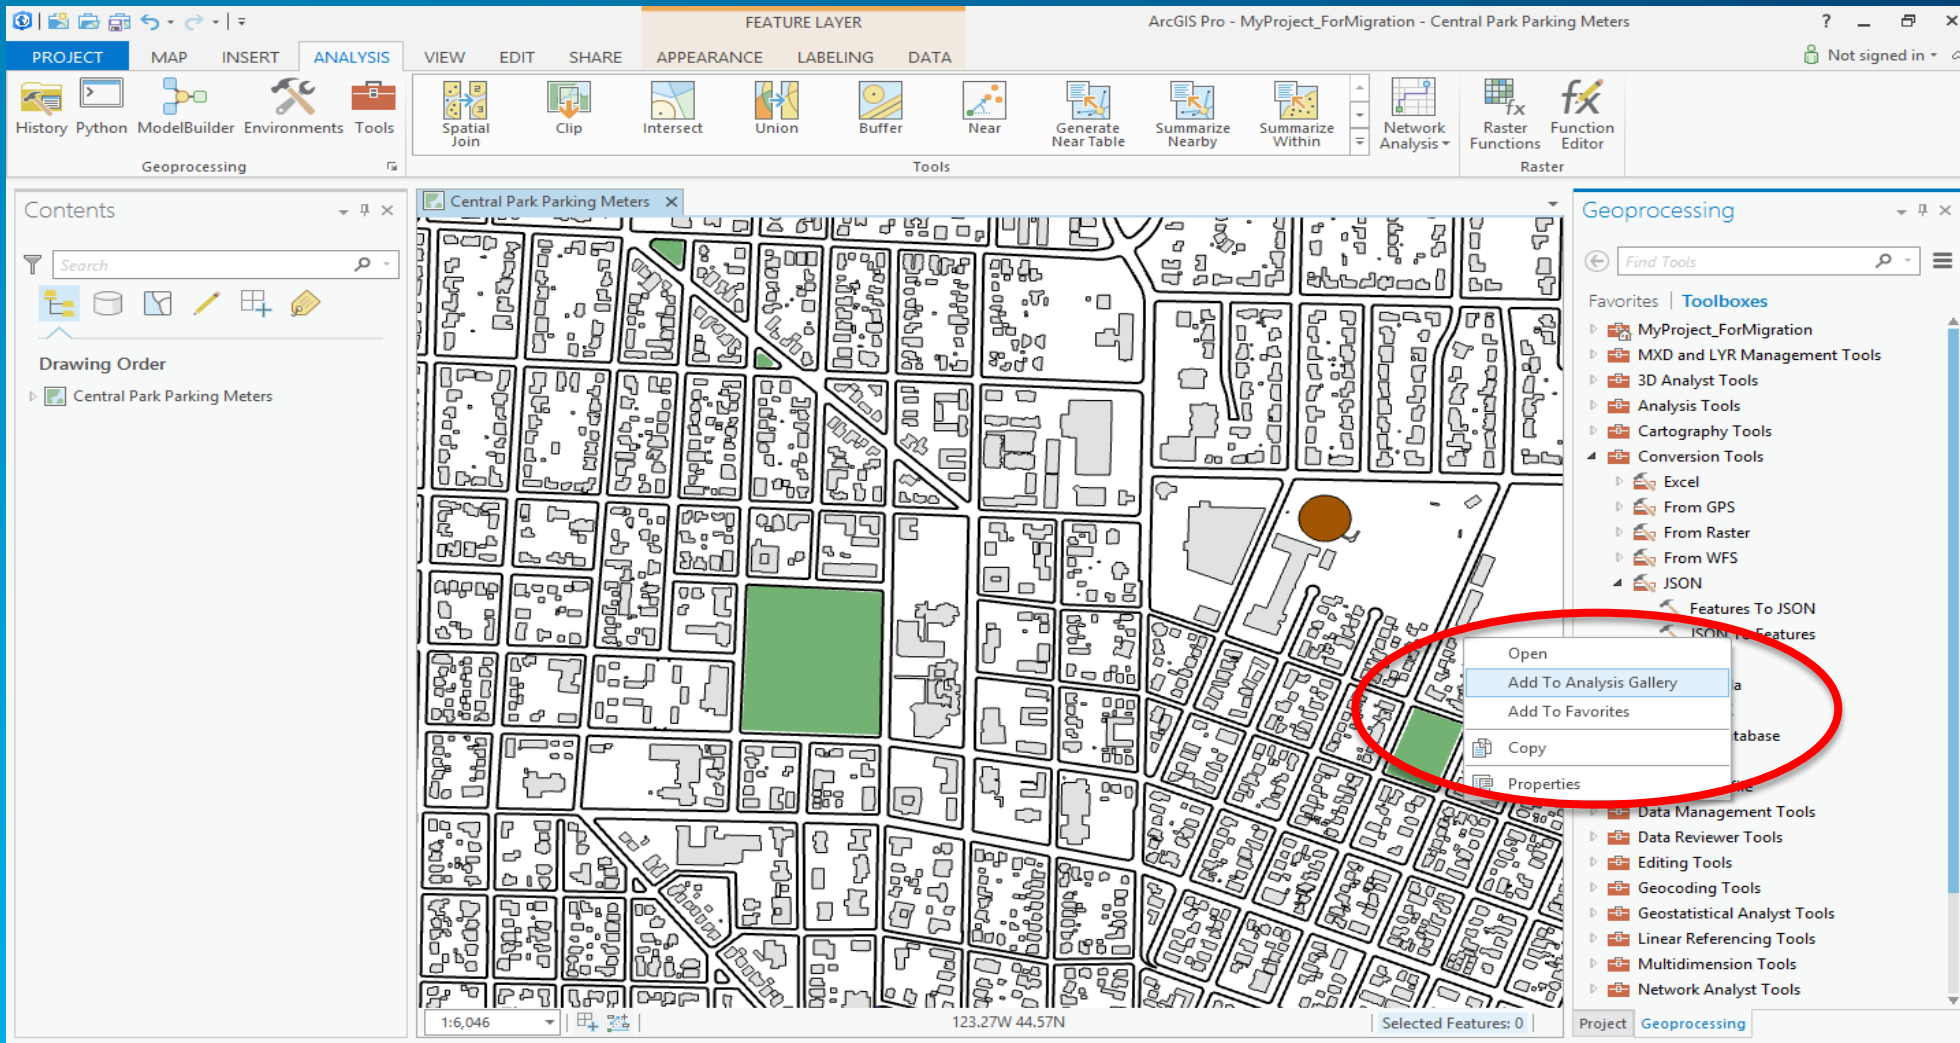 FEATURE LAYER
ArcGIS Pro - MyProject_ForMigration - Central Park Parking Meters
?
PROJECT MAP INSERT ANALYSIS VIEW EDIT SHARE APPEARANCE LABELING DATA
Not signed in
History Python ModelBuilder Environments Tools
Geoprocessing
Spatial Join
Clip
Intersect
Union
Buffer
Near
Generate Near Table
Summarize Nearby
Summarize Within
Tools
Network Analysis
Raster Functions
Function Editor
Raster
Contents
Search
Drawing Order
Central Park Parking Meters
Central Park Parking Meters
1:6,046
123.27W 44.57N
Selected Features: 0
Geoprocessing
Find Tools
Favorites | Toolboxes
MyProject_ForMigration
MXD and LYR Management Tools
3D Analyst Tools
Analysis Tools
Cartography Tools
Conversion Tools
Excel
From GPS
From Raster
From WFS
JSON
Features To JSON
JSON To Features
Open
Add To Analysis Gallery
Add To Favorites
Copy
Properties
Data Management Tools
Data Reviewer Tools
Editing Tools
Geocoding Tools
Geostatistical Analyst Tools
Linear Referencing Tools
Multidimension Tools
Network Analyst Tools
Project Geoprocessing